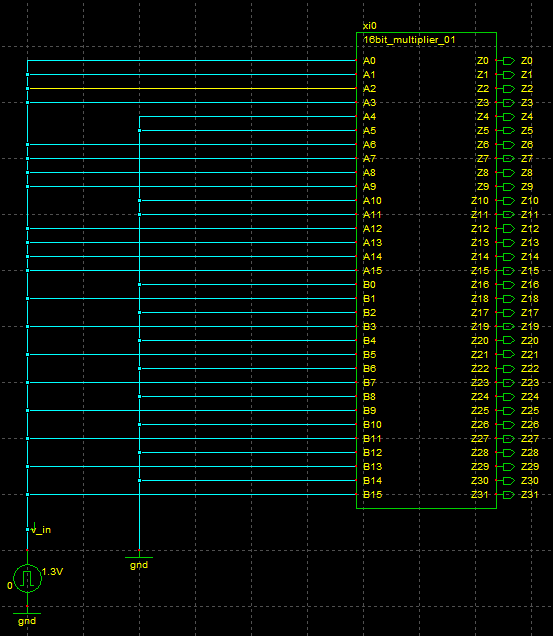 xi0
16bit_multiplier_01
A0 Z0 Z0
A1 Z1 Z1
A2 Z2 Z2
A3 Z3 Z3
A4 Z4 Z4
A5 Z5 Z5
A6 Z6 Z6
A7 Z7 Z7
A8 Z8 Z8
A9 Z9 Z9
A10 Z10 Z10
A11 Z11 Z11
A12 Z12 Z12
A13 Z13 Z13
A14 Z14 Z14
A15 Z15 Z15
B0 Z16 Z16
B1 Z18 Z18
B2 Z17 Z17
B3 Z19 Z19
B4 Z20 Z20
B5 Z21 Z21
B6 Z22 Z22
B7 Z23 Z23
B8 Z24 Z24
B9 Z25 Z25
B10 Z26 Z26
B11 Z27 Z27
B12 Z28 Z28
B13 Z29 Z29
B14 Z30 Z30
B15 Z31 Z31
v_in
gnd
1.3V
0
gnd